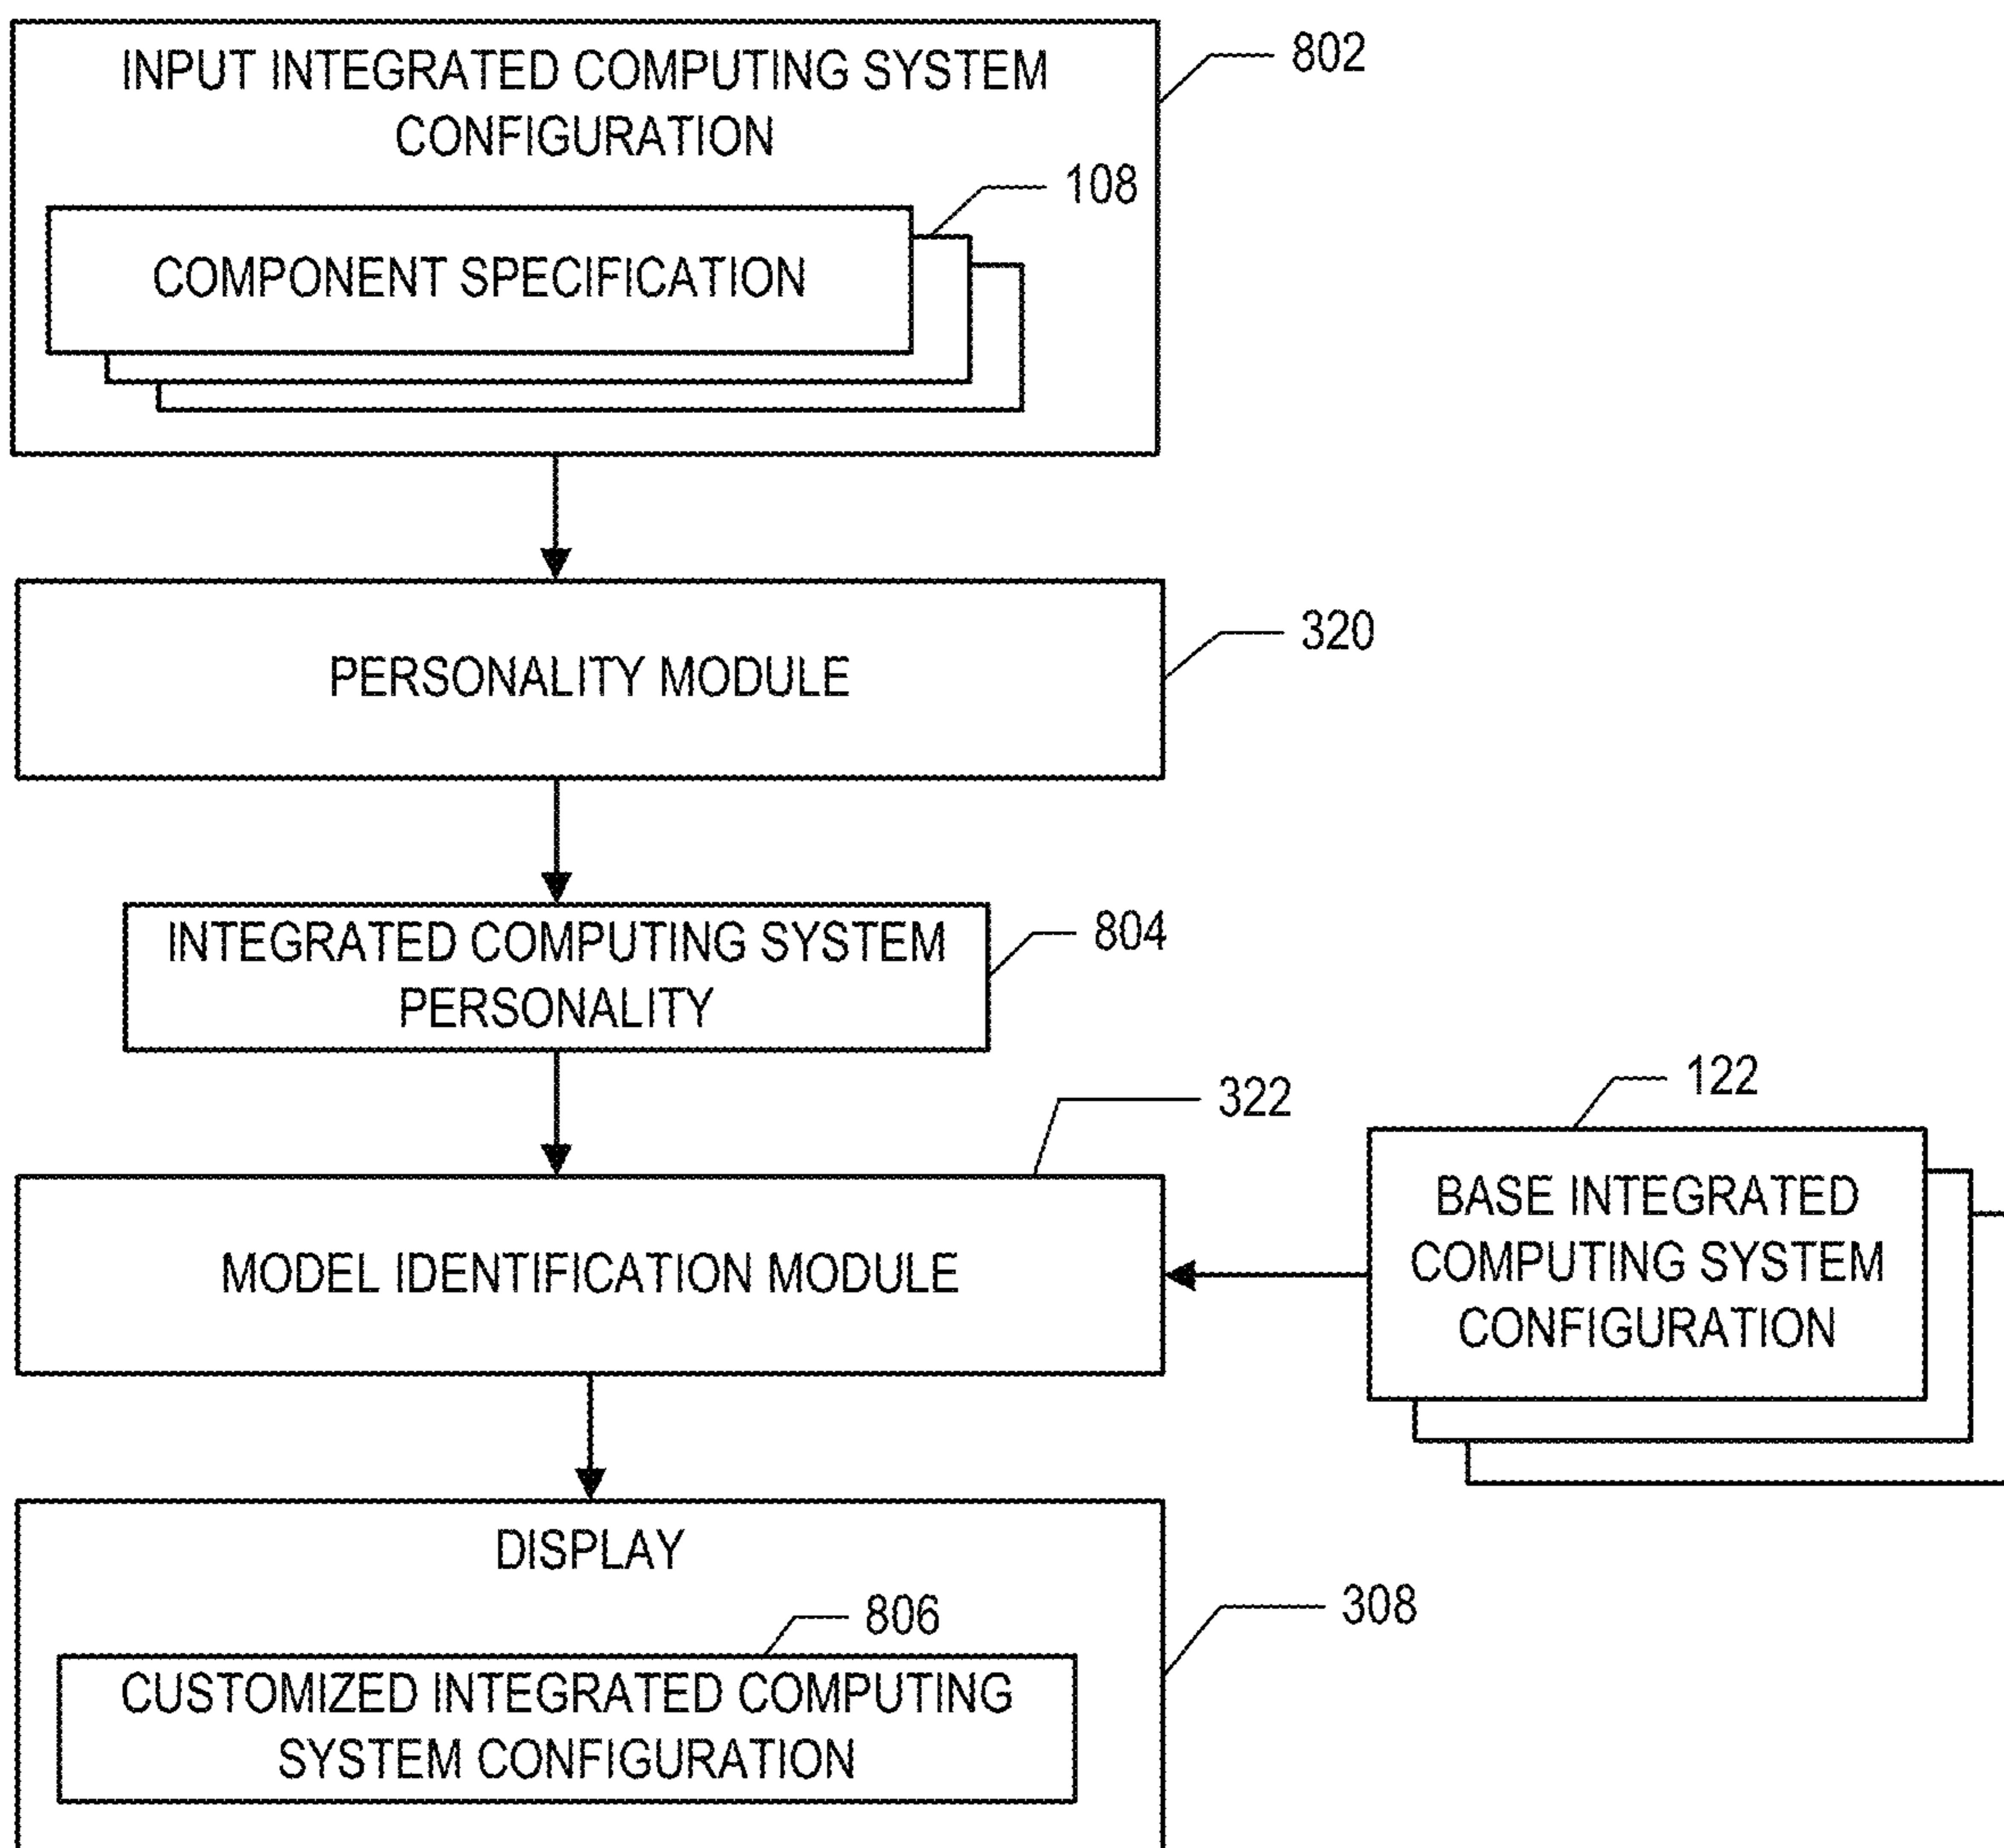 INPUT INTEGRATED COMPUTING SYSTEM
CONFIGURATION
802
108
COMPONENT SPECIFICATION
PERSONALITY MODULE
320
INTEGRATED COMPUTING SYSTEM
PERSONALITY
804
322
MODEL IDENTIFICATION MODULE
122
BASE INTEGRATED
COMPUTING SYSTEM
CONFIGURATION
DISPLAY
308
806
CUSTOMIZED INTEGRATED COMPUTING
SYSTEM CONFIGURATION